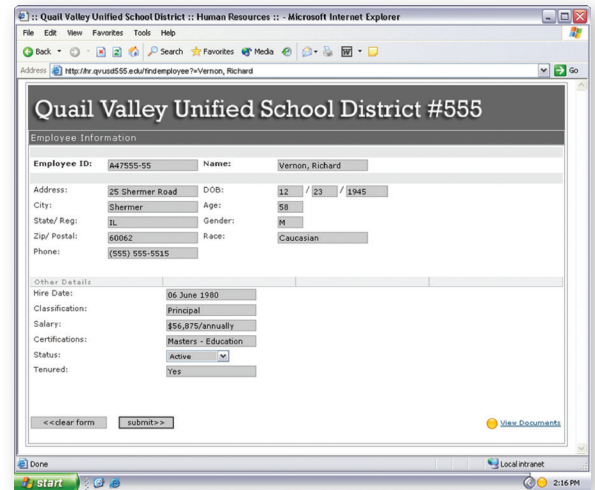 :: Quail Valley Unified School District :: Human Resources :: - Microsoft Internet Explorer
File Edit View Favorites Tools Help
Back Search Favorites Media
Address http://hr.qvusd555.edu/findemployee?=Vernon, Richard Go
Quail Valley Unified School District #555
Employee Information
Employee ID: A47555-55 Name: Vernon, Richard
Address: 25 Shermer Road DOB: 12 / 23 / 1945
City: Shermer Age: 58
State/ Reg: IL Gender: M
Zip/ Postal: 60062 Race: Caucasian
Phone: (555) 555-5515
Other Details
Hire Date: 06 June 1980
Classification: Principal
Salary: $56,875/annually
Certifications: Masters - Education
Status: Active
Tenured: Yes
<<clear form submit>> View Documents
Done Local intranet
start 2:16 PM